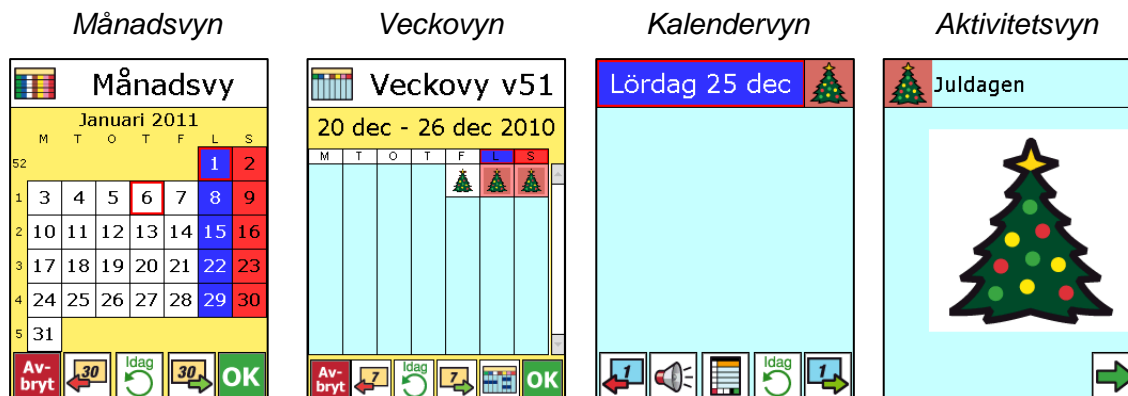 Månadsvyn
Månadsvy
Januari 2011
M T O T F L S
52 1 2
1 3 4 5 6 7 8 9
2 10 11 12 13 14 15 16
3 17 18 19 20 21 22 23
4 24 25 26 27 28 29 30
5 31
Av-
bryt
30
Idag
30
OK
Veckovyn
Veckovy v51
20 dec - 26 dec 2010
M T O T F L S
Av-
bryt
7
Idag
7
OK
Kalendervyn
Lördag 25 dec
1
Idag
1
Aktivitetsvyn
Juldagen